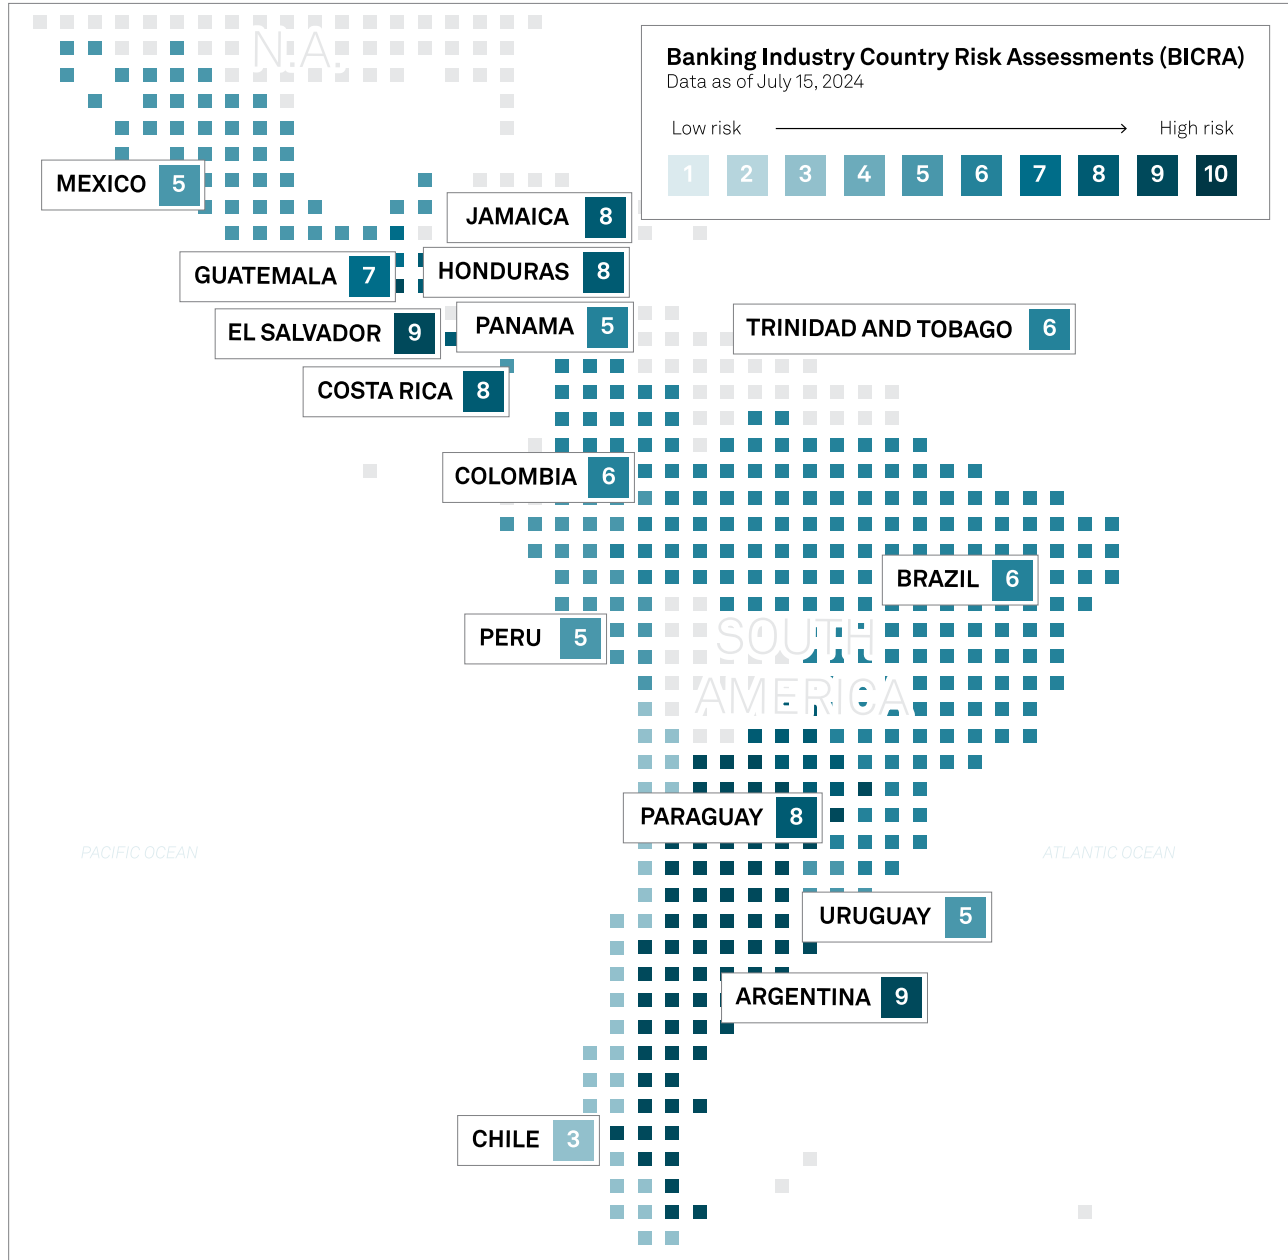 N.A.
Banking Industry Country Risk Assessments (BICRA)
Data as of July 15, 2024
Low risk High risk
1 2 3 4 5 6 7 8 9 10
MEXICO 5
JAMAICA 8
GUATEMALA 7
HONDURAS 8
EL SALVADOR 9
PANAMA 5
TRINIDAD AND TOBAGO 6
COSTA RICA 8
COLOMBIA 6
BRAZIL 6
PERU 5
SOUTH
AMERICA
PARAGUAY 8
PACIFIC OCEAN
ATLANTIC OCEAN
URUGUAY 5
ARGENTINA 9
CHILE 3